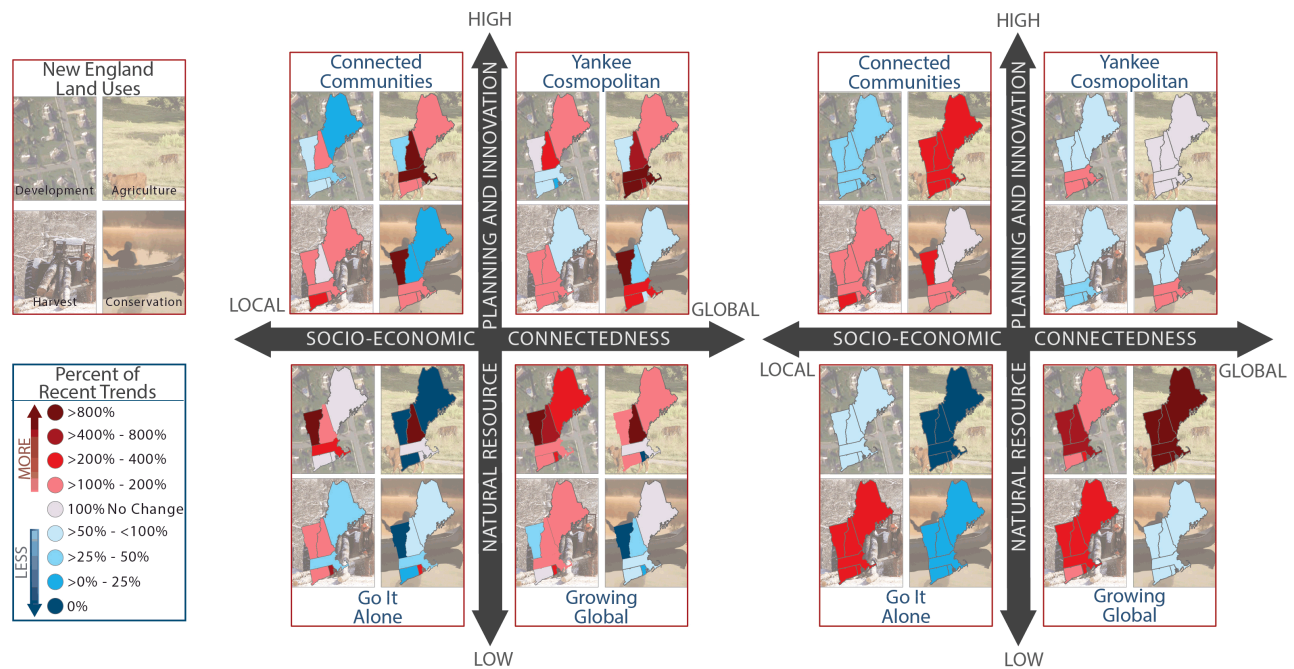 New England
Land Uses
Development
Agriculture
Harvest
Conservation
Percent of
Recent Trends
MORE
LESS
>800%
>400% - 800%
>200% - 400%
>100% - 200%
100% No Change
>50% - <100%
>25% - 50%
>0% - 25%
0%
HIGH
Connected
Communities
Yankee
Cosmopolitan
PLANNING AND INNOVATION
LOCAL
GLOBAL
SOCIO-ECONOMIC
CONNECTEDNESS
NATURAL RESOURCE
Go It
Alone
Growing
Global
LOW
HIGH
Connected
Communities
Yankee
Cosmopolitan
PLANNING AND INNOVATION
SOCIO-ECONOMIC
CONNECTEDNESS
LOCAL
GLOBAL
NATURAL RESOURCE
Go It
Alone
Growing
Global
LOW